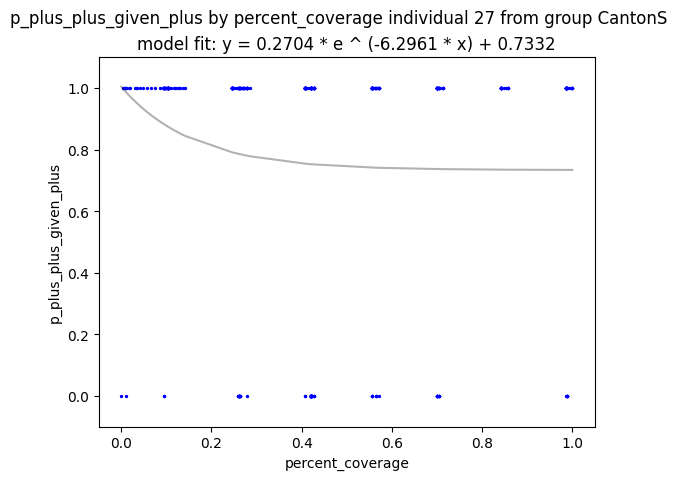 p_plus_plus_given_plus by percent_coverage individual 27 from group CantonS
model fit: y = 0.2704 * e ^ (-6.2961 * x) + 0.7332
p_plus_plus_given_plus
1.0
0.8
0.6
0.4
0.2
0.0
0.0 0.2 0.4 0.6 0.8 1.0
percent_coverage